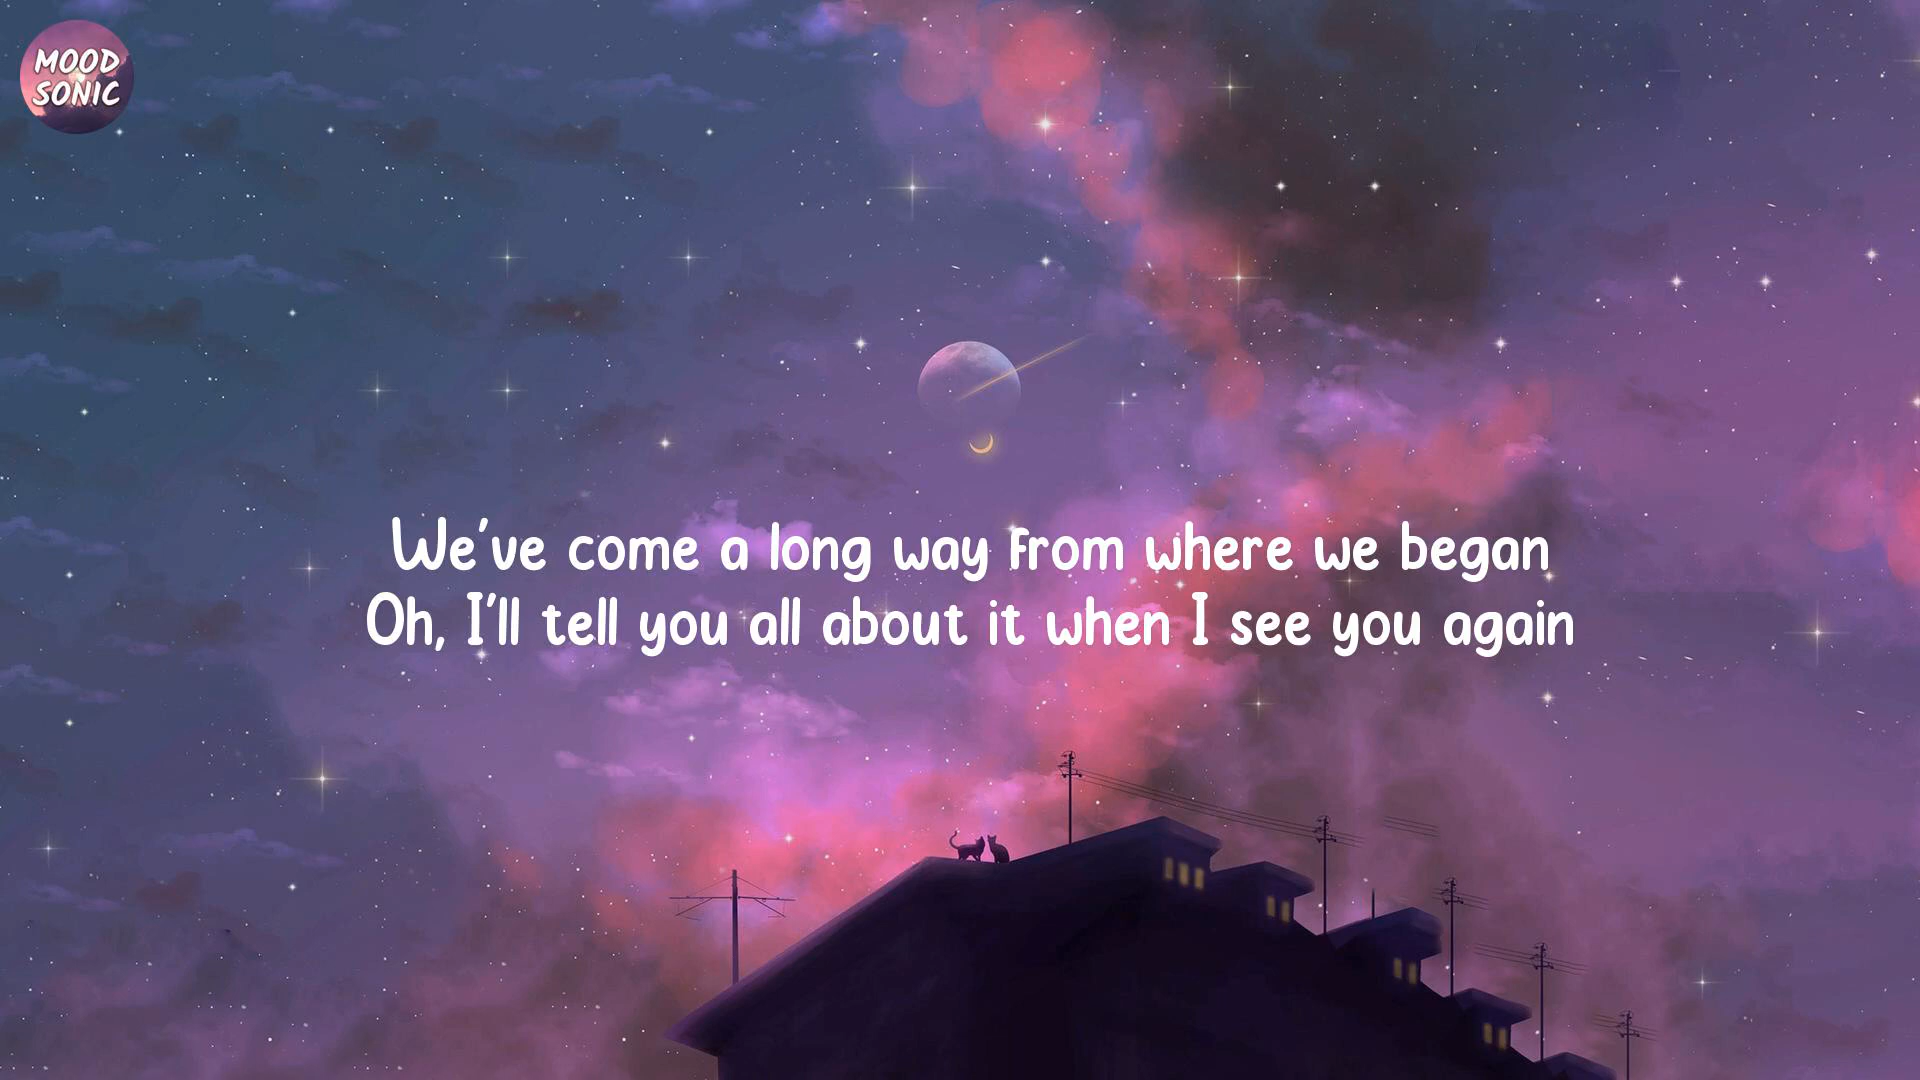 MOOD
SONIC
We've come a long way from where we began
Oh, I'll tell you all about it when I see you again